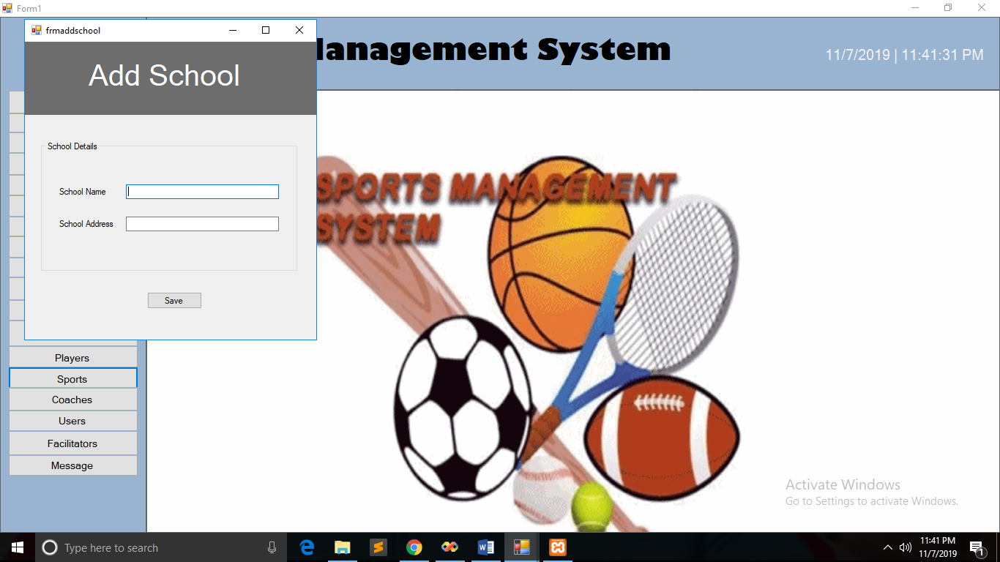 Form1
frmaddschool
anagement System
11/7/2019 | 11:41:31 PM
Add School
School Details
School Name
School Address
Save
SPORTS MANAGEMENT
SYSTEM
Players
Sports
Coaches
Users
Facilitators
Message
Activate Windows
Go to Settings to activate Windows.
Type here to search
11:41 PM
11/7/2019
1